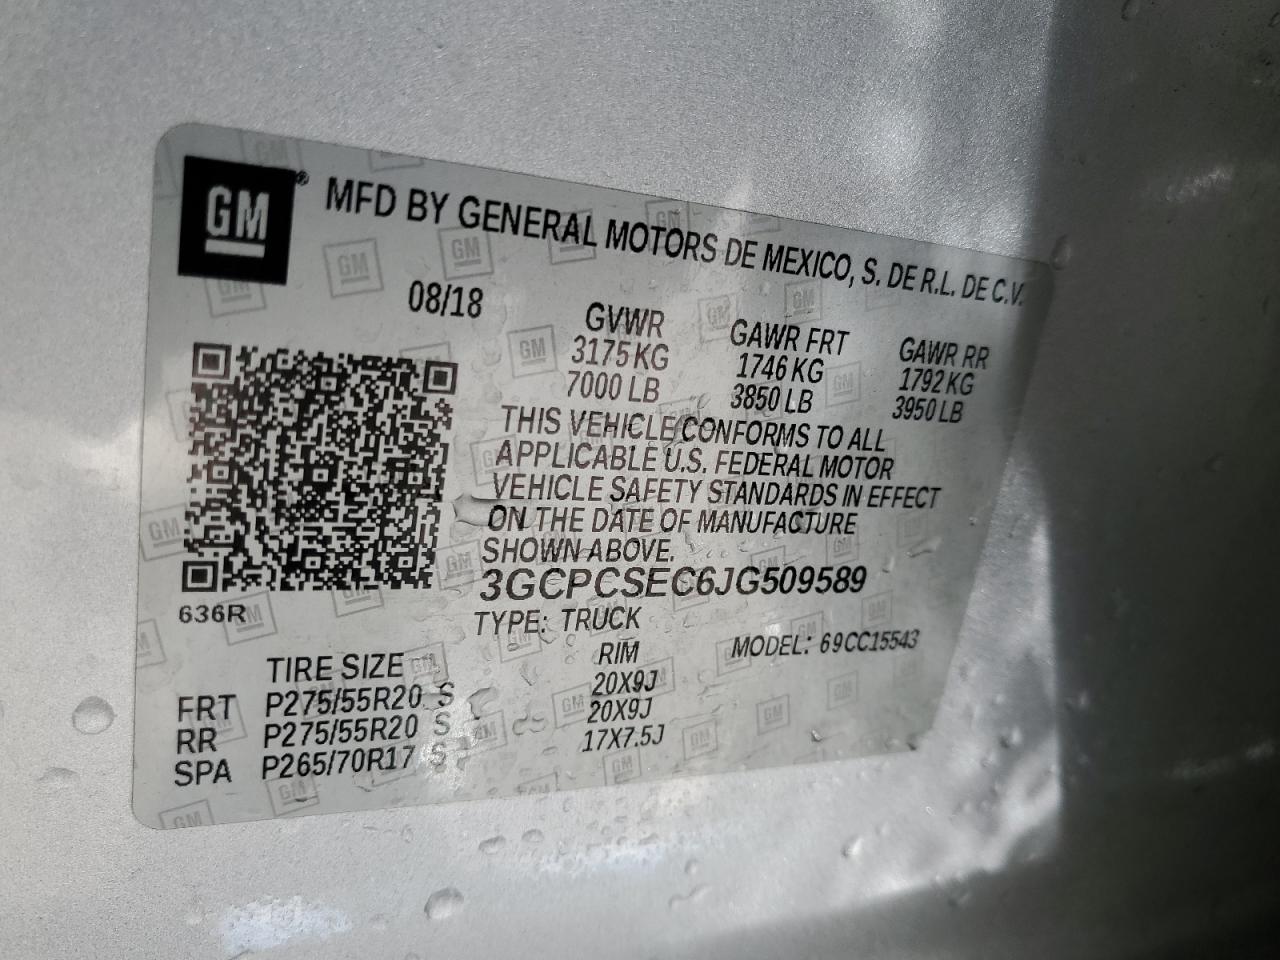 GM® MFD BY GENERAL MOTORS DE MEXICO, S. DE R.L. DE C.V.
08/18
GVWR GAWR FRT GAWR RR
3175 KG 1746 KG 1792 KG
7000 LB 3850 LB 3950 LB
THIS VEHICLE CONFORMS TO ALL
APPLICABLE U.S. FEDERAL MOTOR
VEHICLE SAFETY STANDARDS IN EFFECT
ON THE DATE OF MANUFACTURE
SHOWN ABOVE.
3GCPCSEC6JG509589
636R
TYPE: TRUCK
MODEL: 69CC15543
TIRE SIZE RIM
FRT P275/55R20 S 20X9J
RR P275/55R20 S 20X9J
SPA P265/70R17 S 17X7.5J